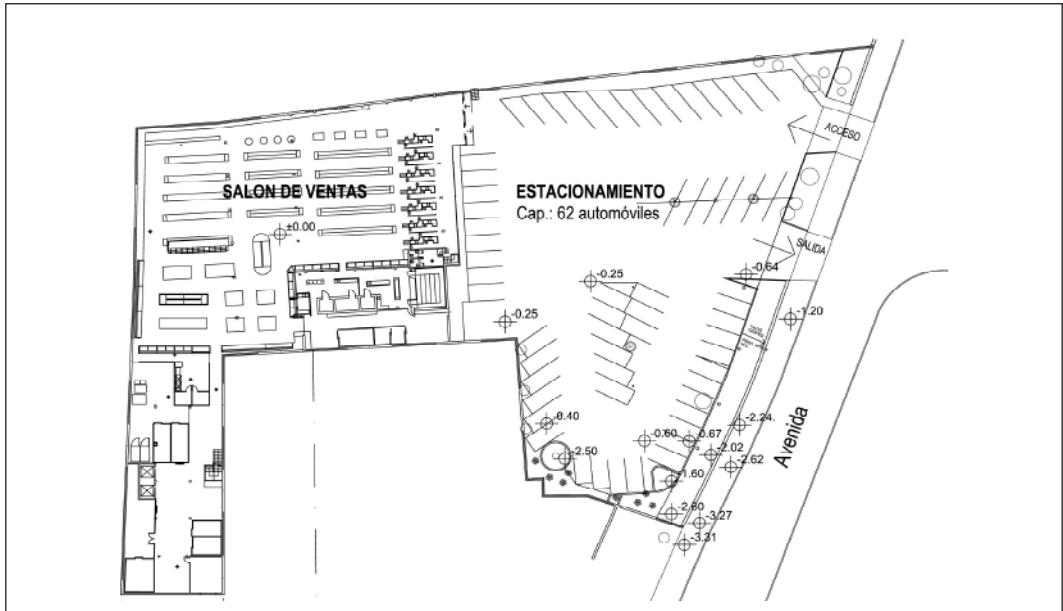 ACCESO
SALON DE VENTAS
ESTACIONAMIENTO
Cap.: 62 automóviles
±0.00
SALIDA
-0.64
-0.25
-1.20
-0.25
Avenida
-0.40
-2.24
-0.60
-0.67
-2.02
-2.50
-2.62
-1.60
-2.80
-3.27
-3.31